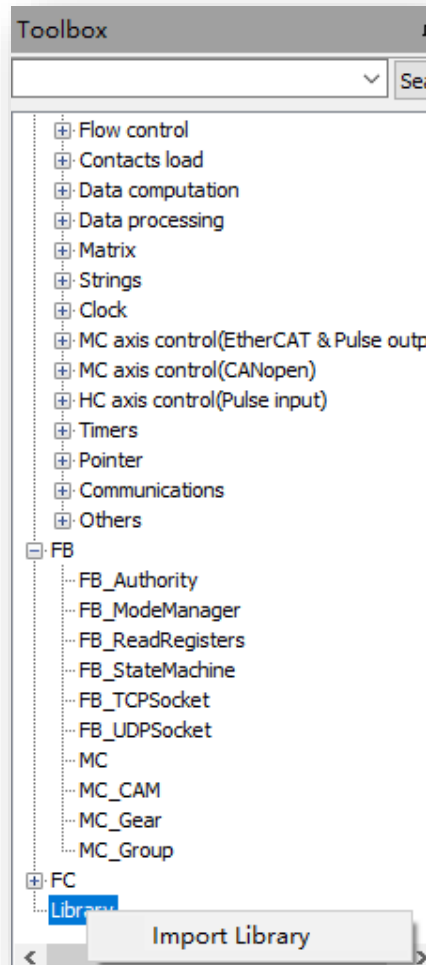 Toolbox
Sea
Flow control
Contacts load
Data computation
Data processing
Matrix
Strings
Clock
MC axis control(EtherCAT & Pulse outp
MC axis control(CANopen)
HC axis control(Pulse input)
Timers
Pointer
Communications
Others
FB
FB_Authority
FB_ModeManager
FB_ReadRegisters
FB_StateMachine
FB_TCPSocket
FB_UDPSocket
MC
MC_CAM
MC_Gear
MC_Group
FC
Library
Import Library